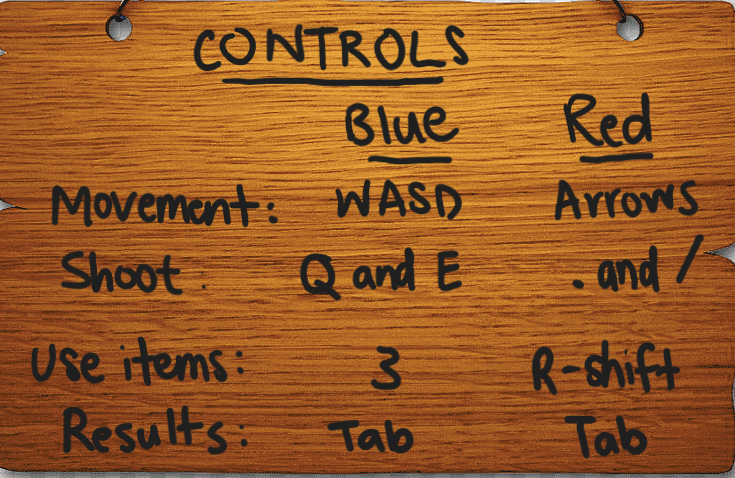 CONTROLS
Blue Red
Movement: WASD Arrows
Shoot : Q and E . and /
Use items: 3 R-shift
Results: Tab Tab